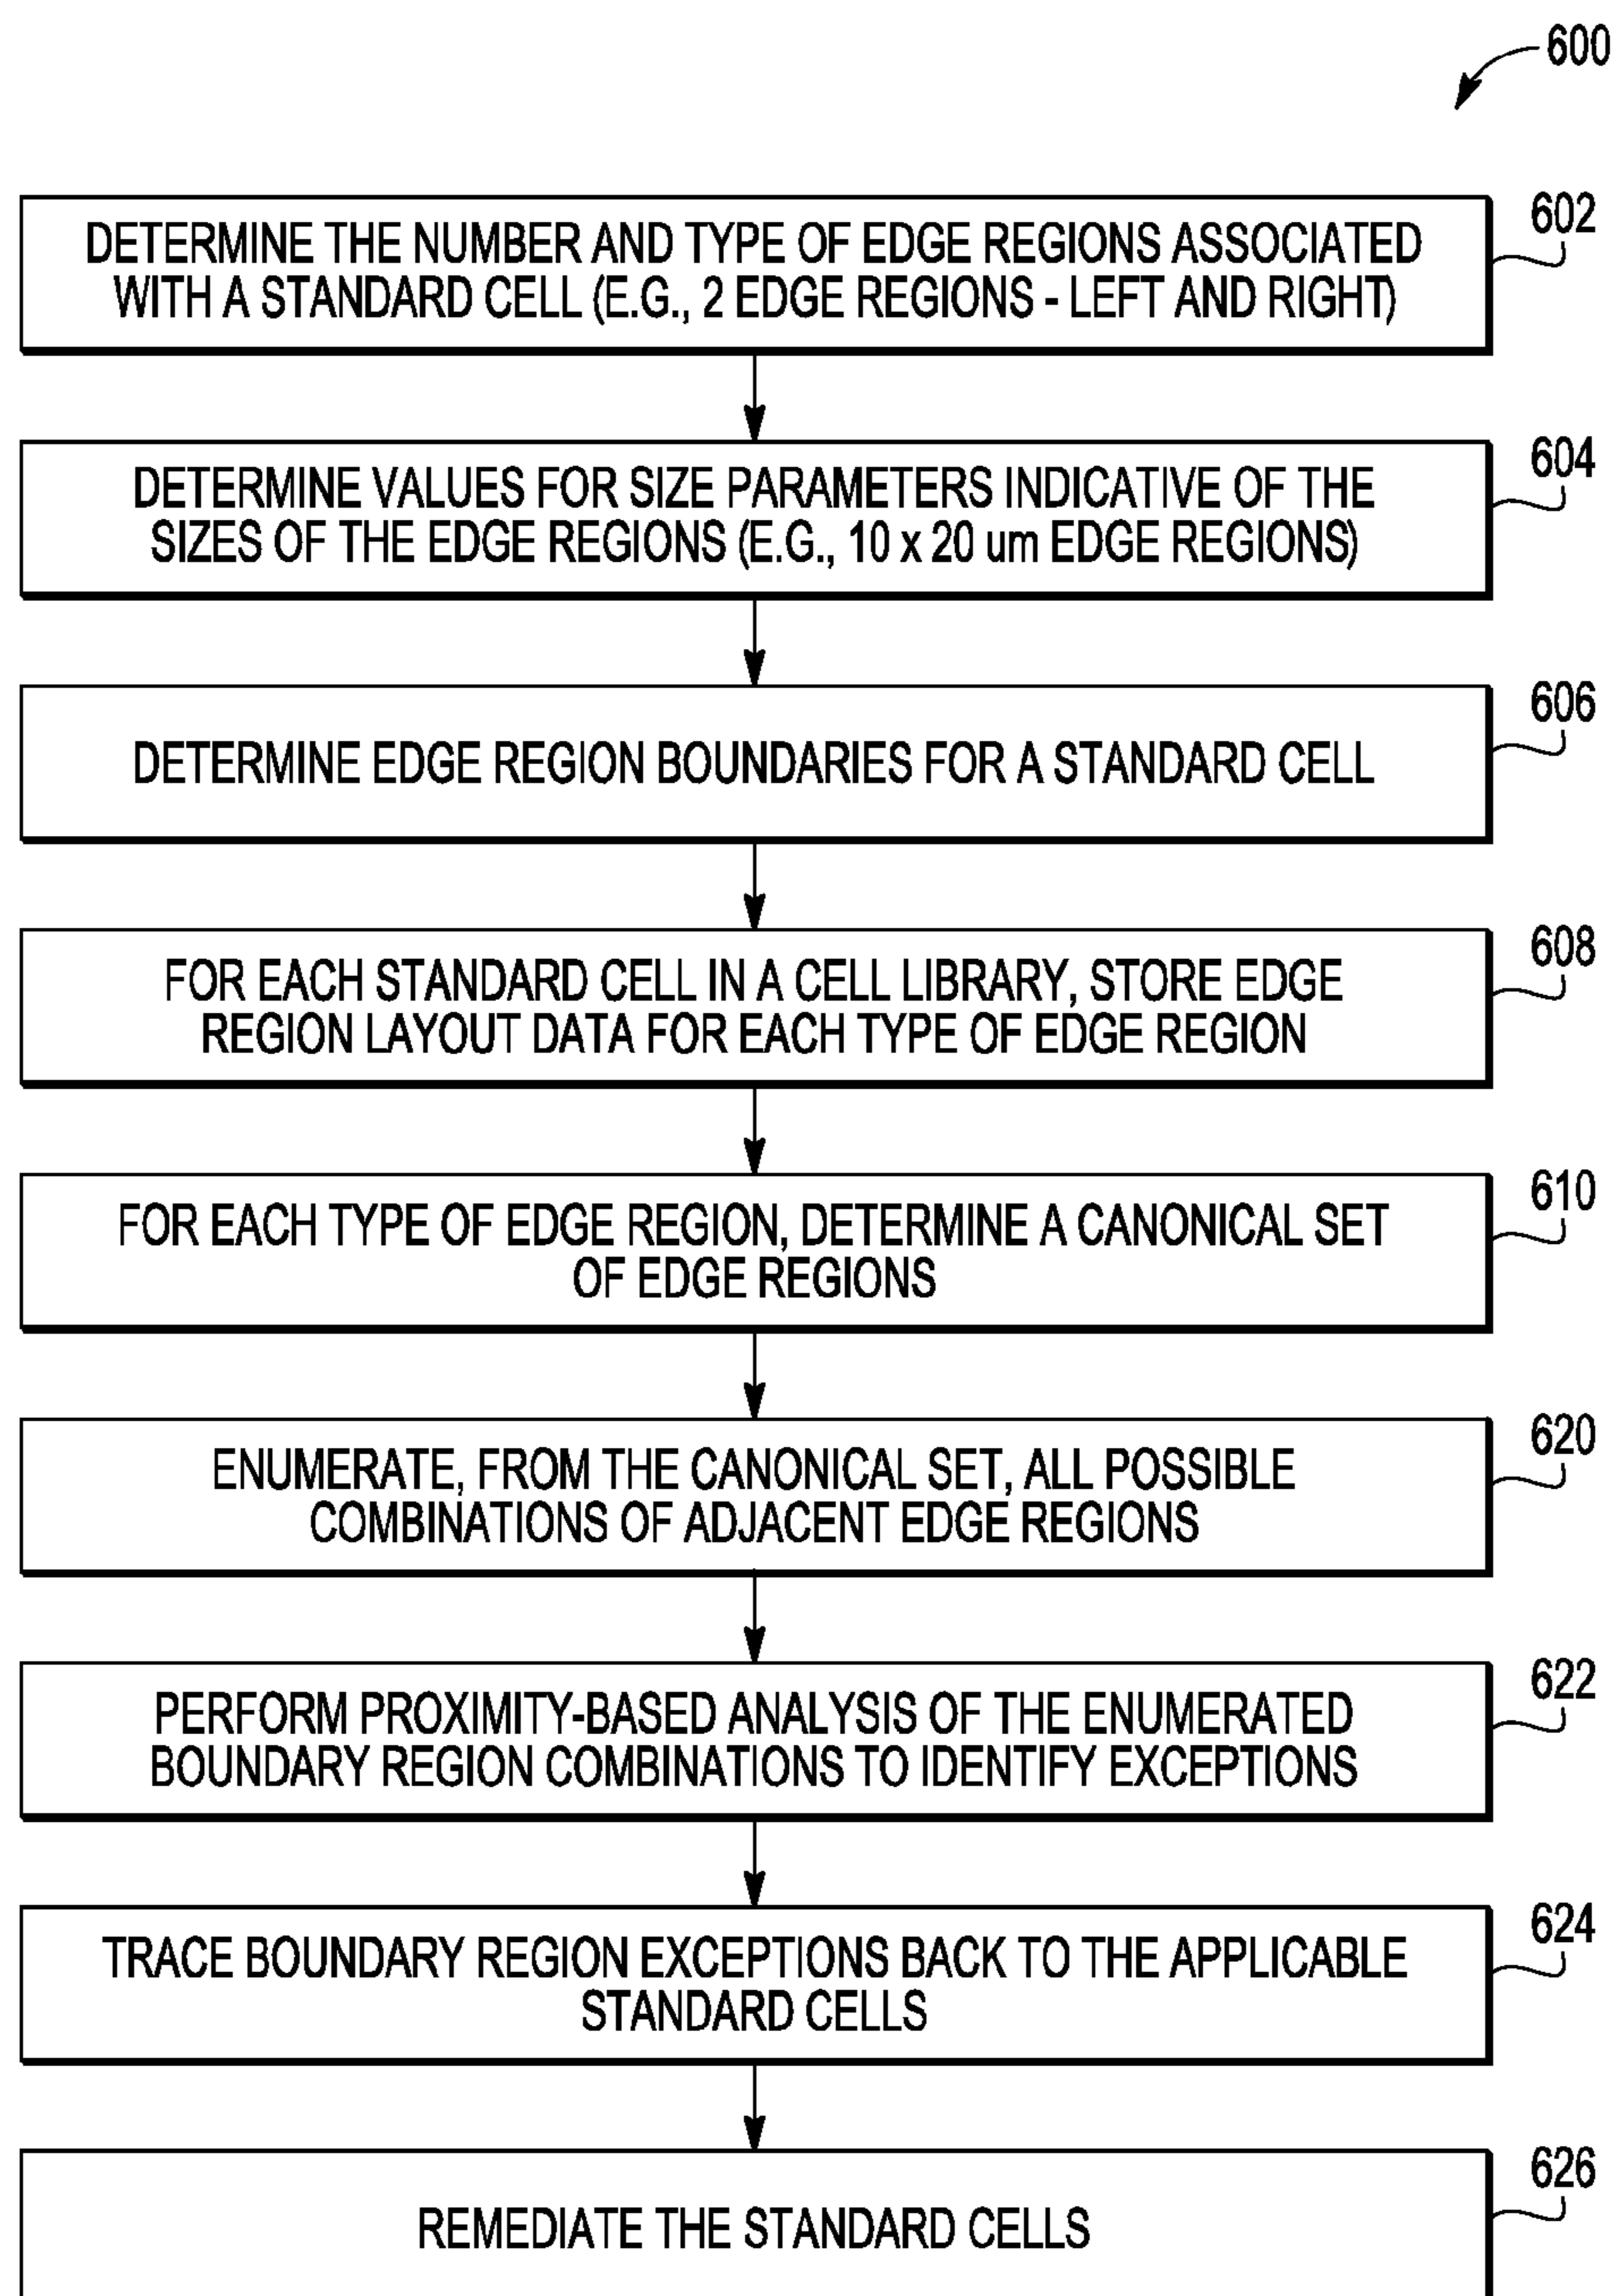 600
602
DETERMINE THE NUMBER AND TYPE OF EDGE REGIONS ASSOCIATED
WITH A STANDARD CELL (E.G., 2 EDGE REGIONS - LEFT AND RIGHT)
604
DETERMINE VALUES FOR SIZE PARAMETERS INDICATIVE OF THE
SIZES OF THE EDGE REGIONS (E.G., 10 x 20 um EDGE REGIONS)
606
DETERMINE EDGE REGION BOUNDARIES FOR A STANDARD CELL
608
FOR EACH STANDARD CELL IN A CELL LIBRARY, STORE EDGE
REGION LAYOUT DATA FOR EACH TYPE OF EDGE REGION
610
FOR EACH TYPE OF EDGE REGION, DETERMINE A CANONICAL SET
OF EDGE REGIONS
620
ENUMERATE, FROM THE CANONICAL SET, ALL POSSIBLE
COMBINATIONS OF ADJACENT EDGE REGIONS
622
PERFORM PROXIMITY-BASED ANALYSIS OF THE ENUMERATED
BOUNDARY REGION COMBINATIONS TO IDENTIFY EXCEPTIONS
624
TRACE BOUNDARY REGION EXCEPTIONS BACK TO THE APPLICABLE
STANDARD CELLS
626
REMEDIATE THE STANDARD CELLS